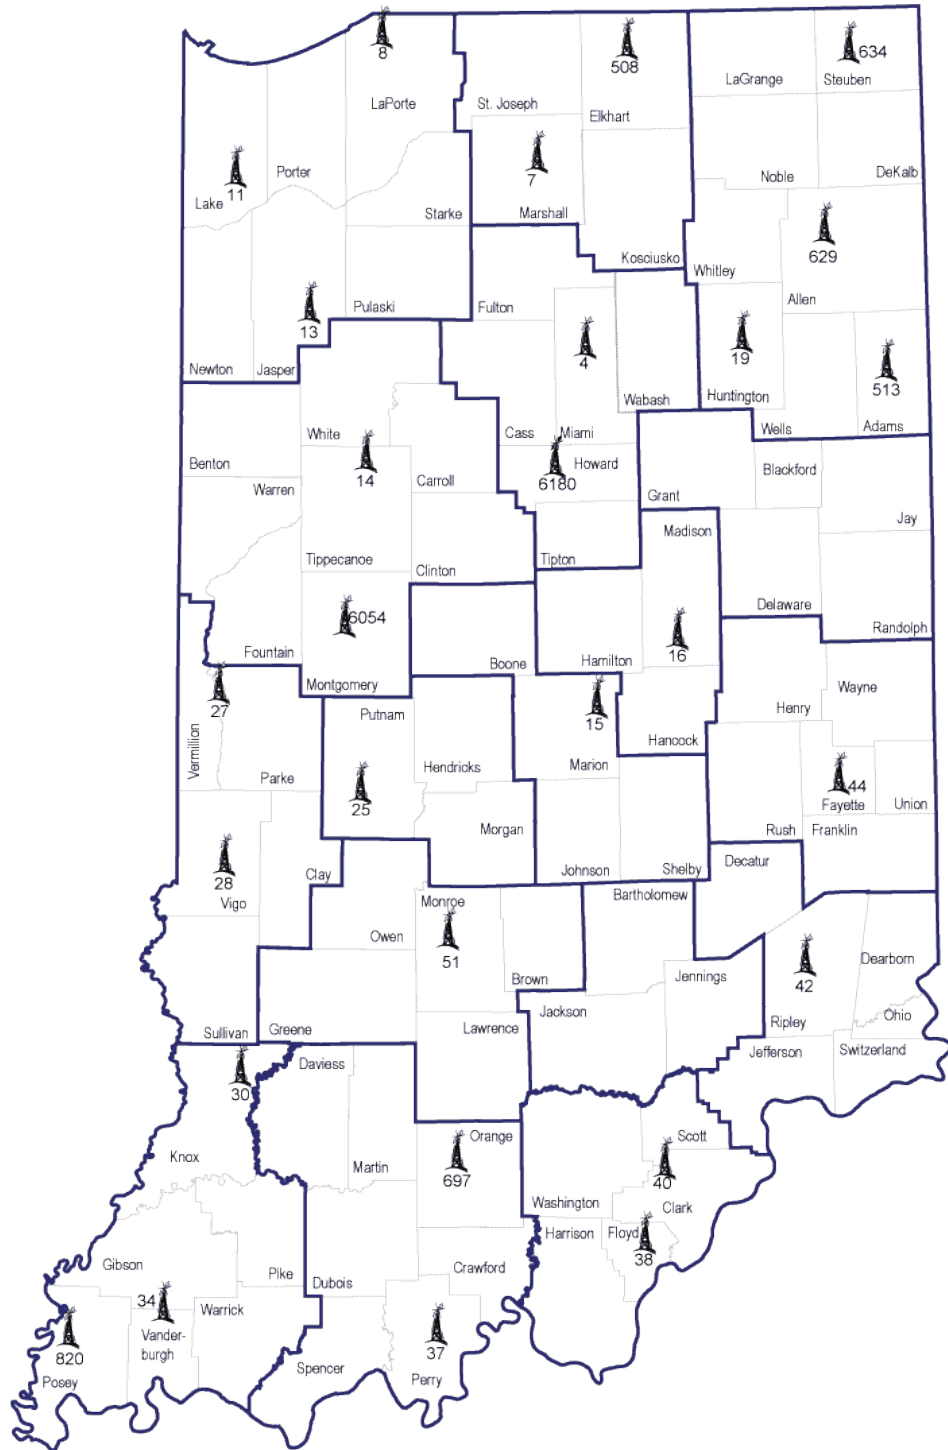 8
508
634
LaGrange
Steuben
LaPorte
St. Joseph
Elkhart
11
Porter
7
Noble
DeKalb
Lake
Starke
Marshall
629
Kosciusko
Whitley
Allen
13
Pulaski
Fulton
4
19
513
Newton
Jasper
Wabash
Huntington
White
Cass
Miami
Wells
Adams
Benton
14
Howard
Blackford
Carroll
6180
Warren
Grant
Jay
Madison
Tippecanoe
Clinton
Tipton
Delaware
Randolph
6054
Fountain
Boone
Hamilton
16
Montgomery
Wayne
27
Putnam
15
Henry
Vermillion
Hendricks
Marion
Hancock
Parke
25
44
Fayette
Union
Morgan
Rush
Franklin
28
Clay
Johnson
Shelby
Decatur
Vigo
Monroe
Bartholomew
Owen
51
Brown
Jennings
42
Dearborn
Sullivan
Greene
Lawrence
Jackson
Ripley
Ohio
Jefferson
Switzerland
30
Daviess
Knox
Martin
Orange
697
Scott
40
Washington
Clark
Harrison
Floyd
38
Gibson
Pike
Dubois
Crawford
34
Warrick
820
Vander-
burgh
37
Posey
Spencer
Perry